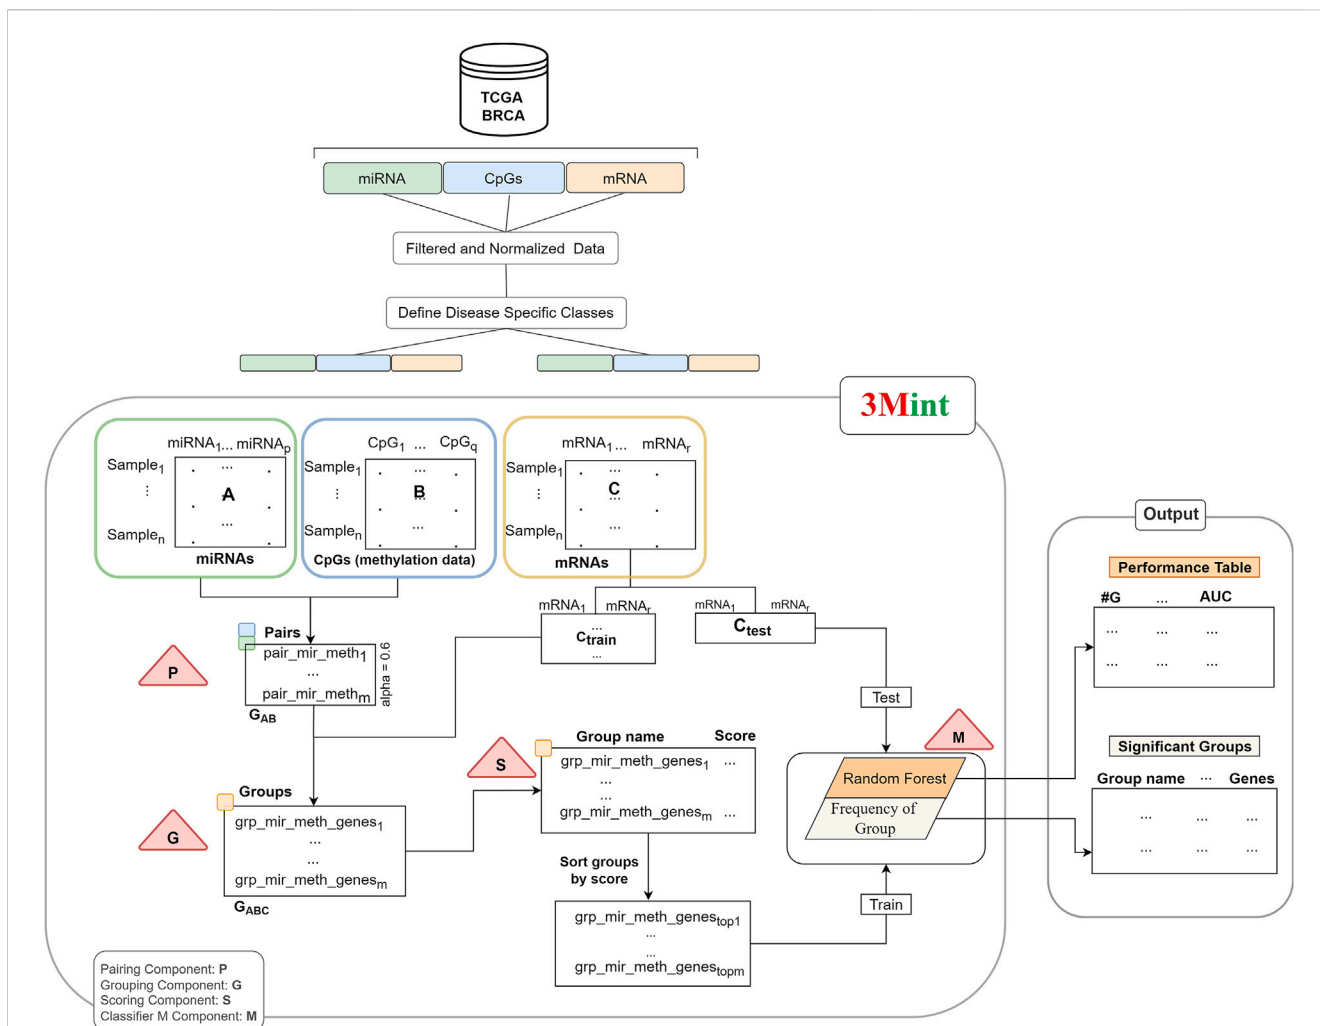 TCGA
BRCA
miRNA CpGs mRNA
Filtered and Normalized Data
Define Disease Specific Classes
3Mint
miRNA1... miRNAp
Sample1 ...
⋮ A
Samplen ...
miRNAs
CpG1 ... CpGq
Sample1 ...
⋮ B
Samplen ...
CpGs (methylation data)
mRNA1 ... mRNAr
Sample1 ...
⋮ C
...
Samplen ...
mRNAs
mRNA1 mRNAr
...
Ctrain
...
mRNA1 mRNAr
Ctest
Pairs
pair_mir_meth1
...
pair_mir_methm
alpha = 0.6
GAB
P
Test
M
Group name Score
S
grp_mir_meth_genes1 ...
...
...
grp_mir_meth_genesm ...
Groups
G
grp_mir_meth_genes1
...
...
grp_mir_meth_genesm
GABC
Sort groups
by score
grp_mir_meth_genestop1
...
...
grp_mir_meth_genestopm
Random Forest
Frequency of
Group
Train
Output
Performance Table
#G ... AUC
... ... ...
... ... ...
Significant Groups
Group name ... Genes
... ... ...
... ... ...
Pairing Component: P
Grouping Component: G
Scoring Component: S
Classifier M Component: M